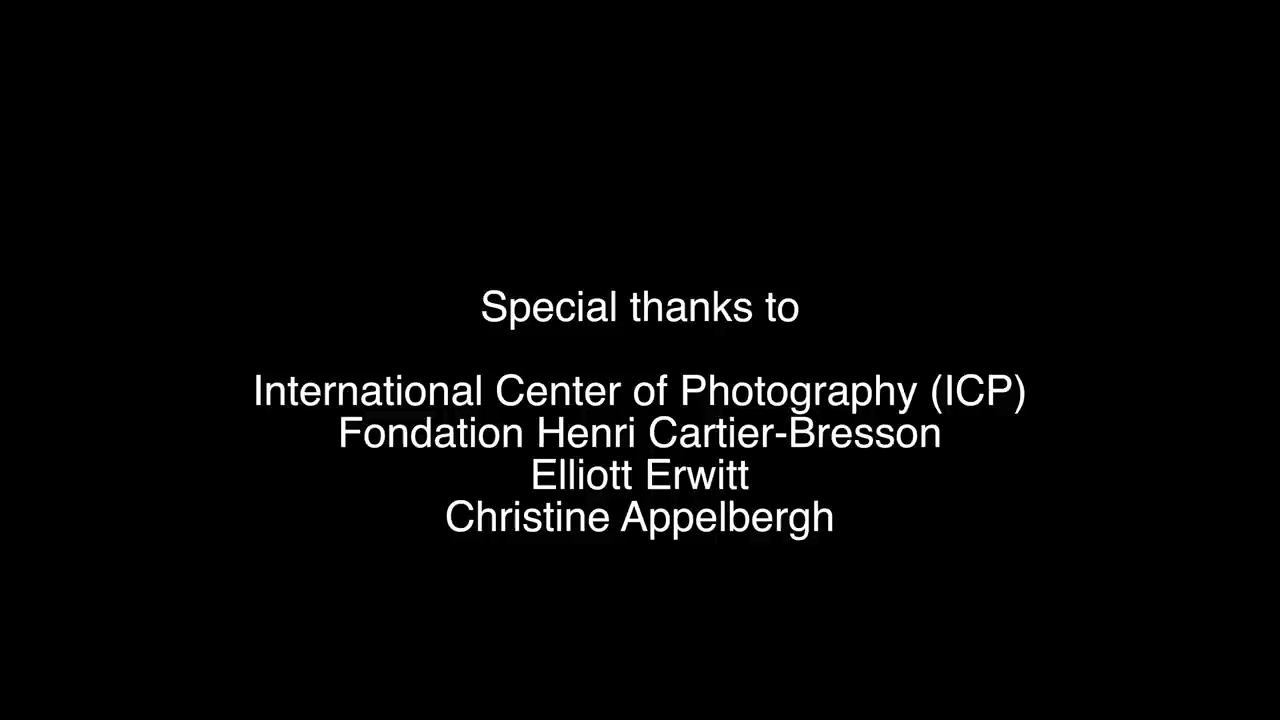 Special thanks to
International Center of Photography (ICP)
Fondation Henri Cartier-Bresson
Elliott Erwitt
Christine Appelbergh